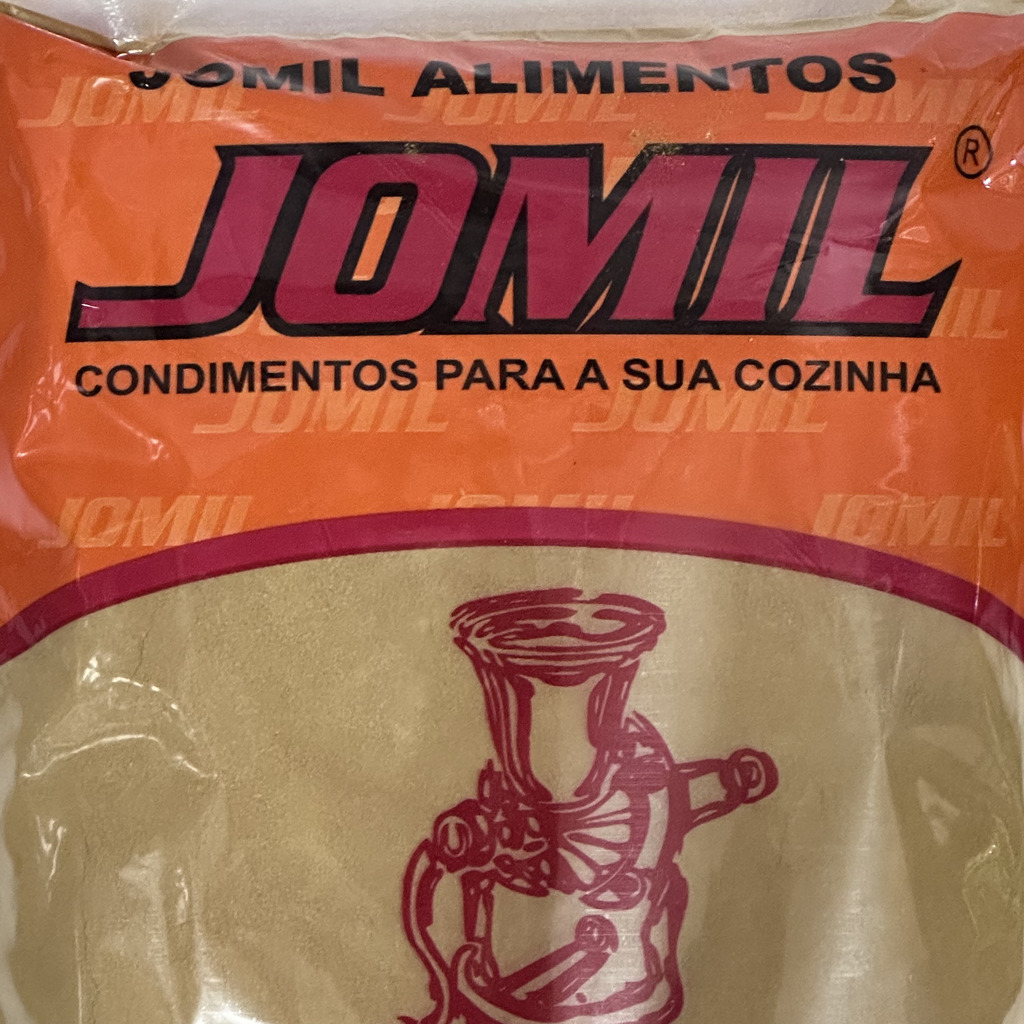 JOMIL ALIMENTOS
JOMIL®
CONDIMENTOS PARA A SUA COZINHA